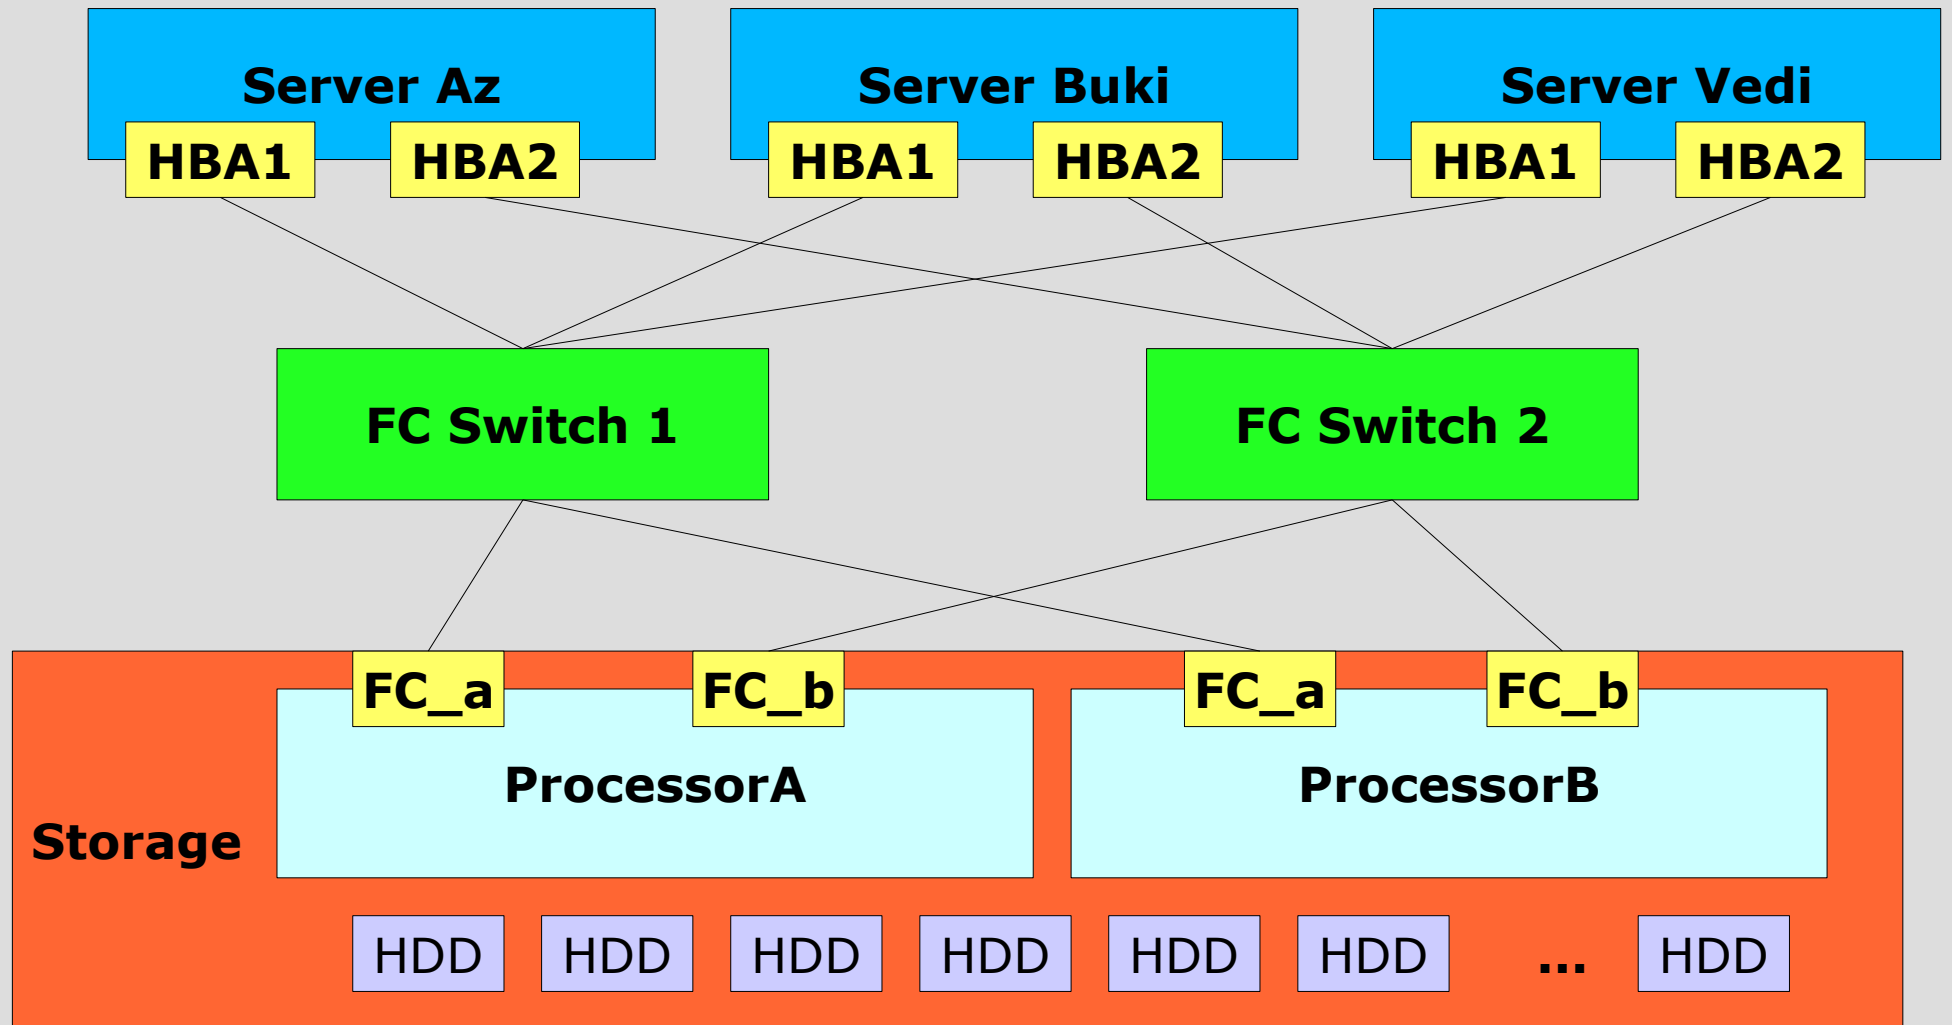 Server Az
Server Buki
Server Vedi
HBA1
HBA2
HBA1
HBA2
HBA1
HBA2
FC Switch 1
FC Switch 2
FC_a
FC_b
FC_a
FC_b
ProcessorA
ProcessorB
Storage
HDD
HDD
HDD
HDD
HDD
HDD
...
HDD